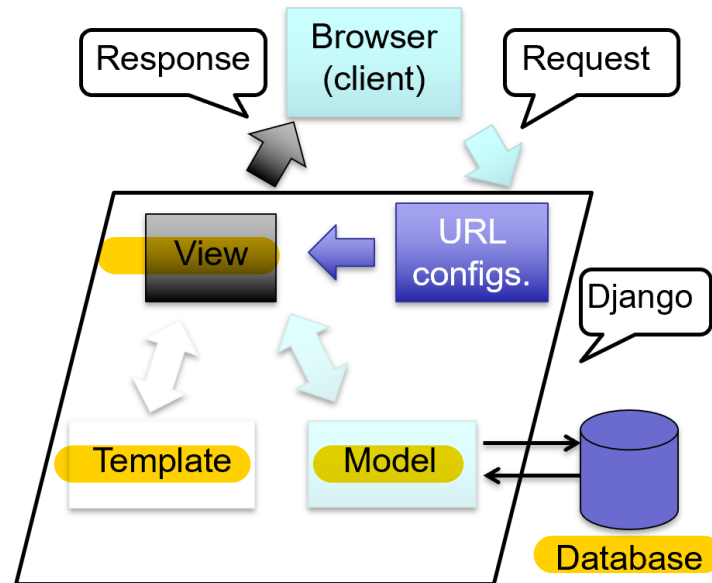 Response
Browser
(client)
Request
View
URL
configs.
Django
Template
Model
Database